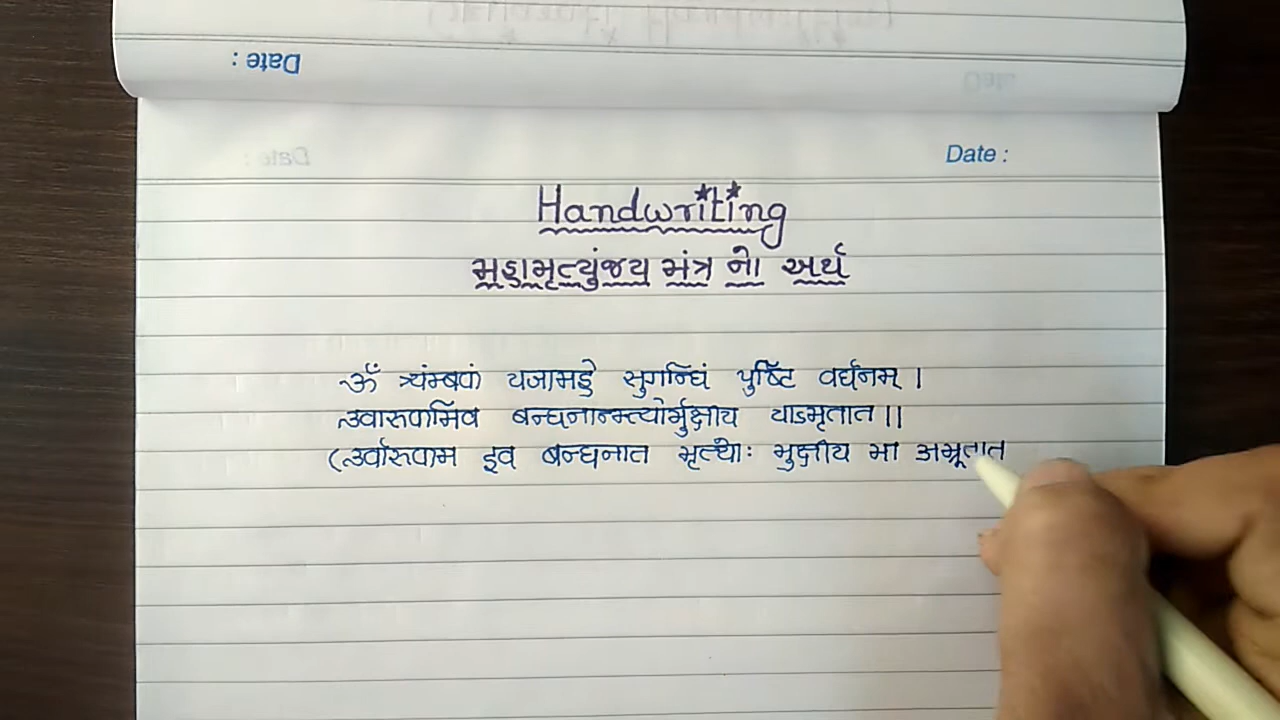 Date :
Date :
Handwriting
મહામૃત્યુંજય મંત્ર નો અર્થ
ॐ त्र्यंम्बकं यजामहे सुगन्धिं पुष्टि वर्धनम् ।
उर्वारुकमिव बन्धनान्मत्योर्मुक्षीय माऽमृतात ॥
(उर्वारुकम इव बन्धनात मृत्योः मुक्षीय मा अमृतात